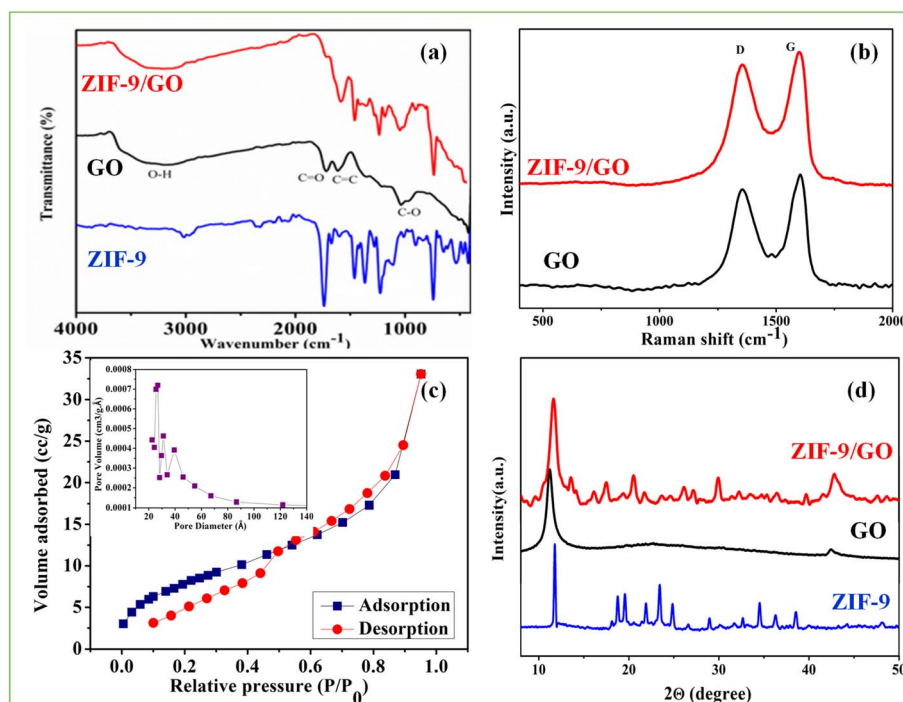 (a)
ZIF-9/GO
GO
O-H
C=O
C=C
C-O
ZIF-9
Transmittance (%)
4000 3000 2000 1000
Wavenumber (cm-1)
(b)
D
G
ZIF-9/GO
GO
Intensity (a.u.)
500 1000 1500 2000
Raman shift (cm-1)
(c)
35
30
25
20
15
10
5
0
Volume adsorbed (cc/g)
0.0008
0.0007
0.0006
0.0005
0.0004
0.0003
0.0002
0.0001
Pore Volume (cm3/g.Å)
20 40 60 80 100 120 140
Pore Diameter (Å)
Adsorption
Desorption
0.0 0.2 0.4 0.6 0.8 1.0
Relative pressure (P/P0)
(d)
ZIF-9/GO
GO
ZIF-9
Intensity(a.u.)
10 20 30 40 50
2Θ (degree)